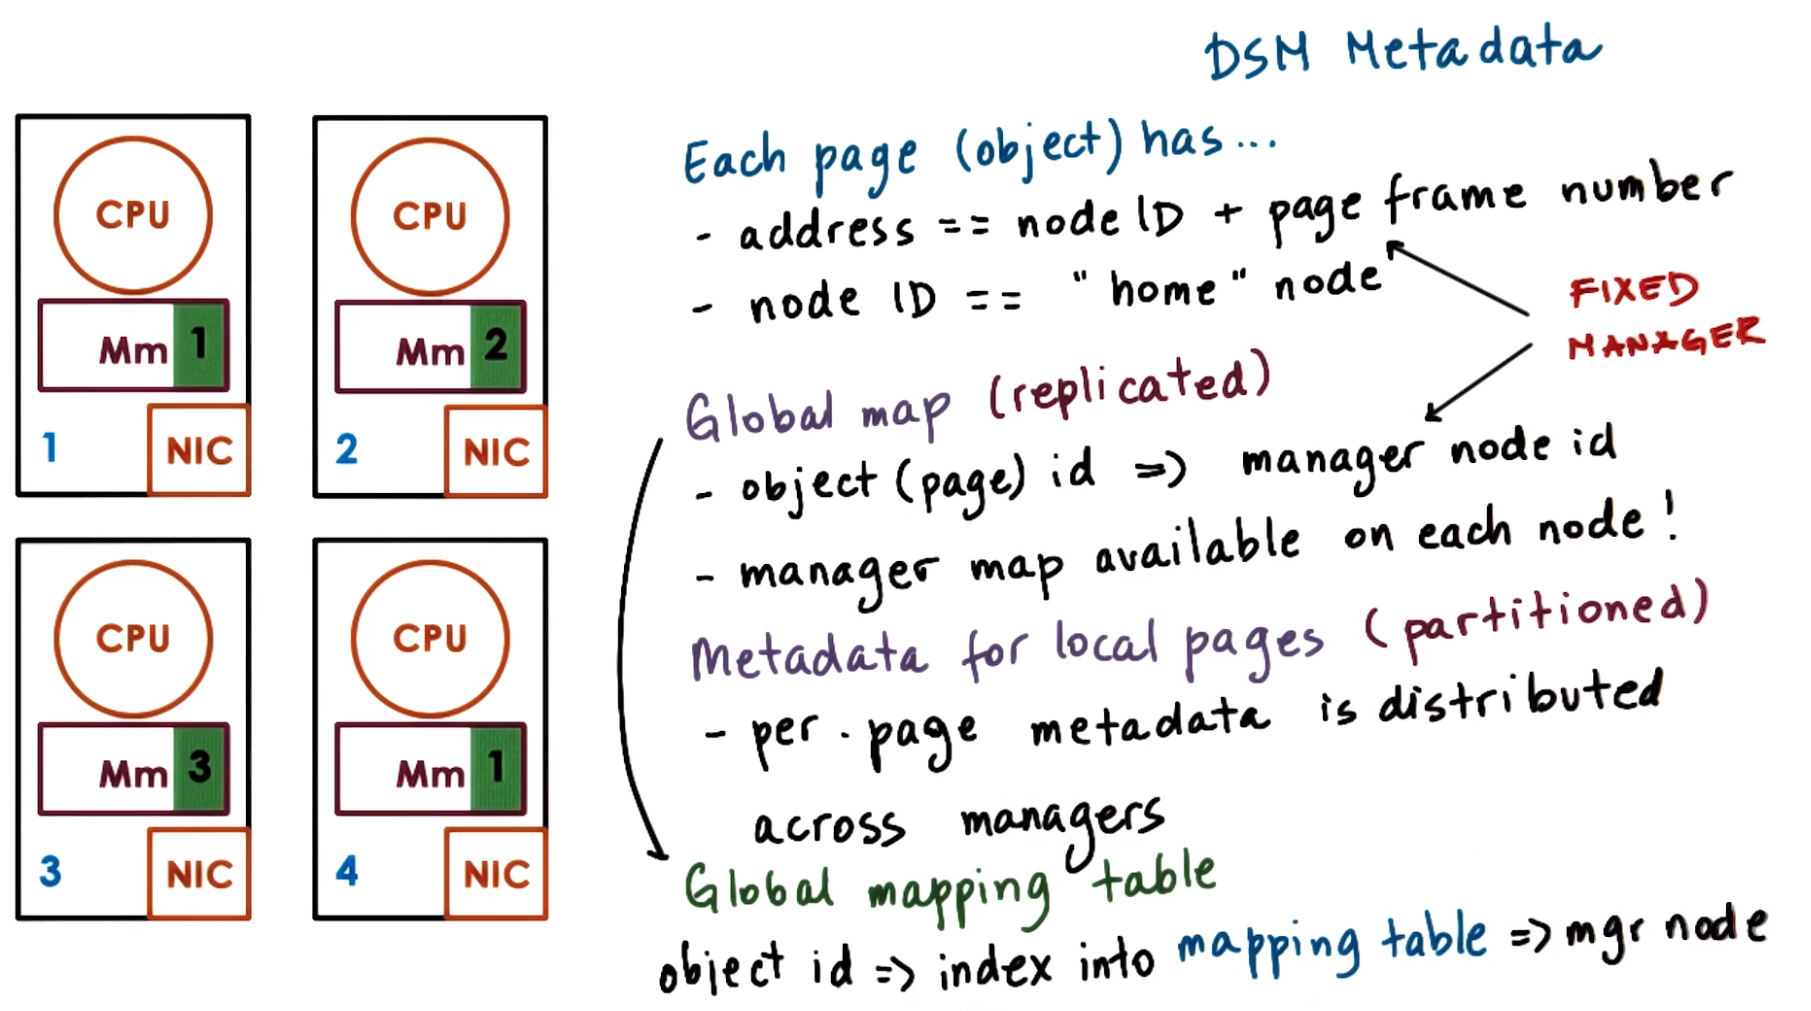 DSM Metadata
CPU
Mm 1
1
NIC
CPU
Mm 2
2
NIC
CPU
Mm 3
3
NIC
CPU
Mm 1
4
NIC
Each page (object) has...
- address == node ID + page frame number
- node ID == "home" node
FIXED
MANAGER
Global map (replicated)
- object (page) id => manager node id
- manager map available on each node!
Metadata for local pages (partitioned)
- per-page metadata is distributed
across managers
Global mapping table
object id => index into mapping table => mgr node